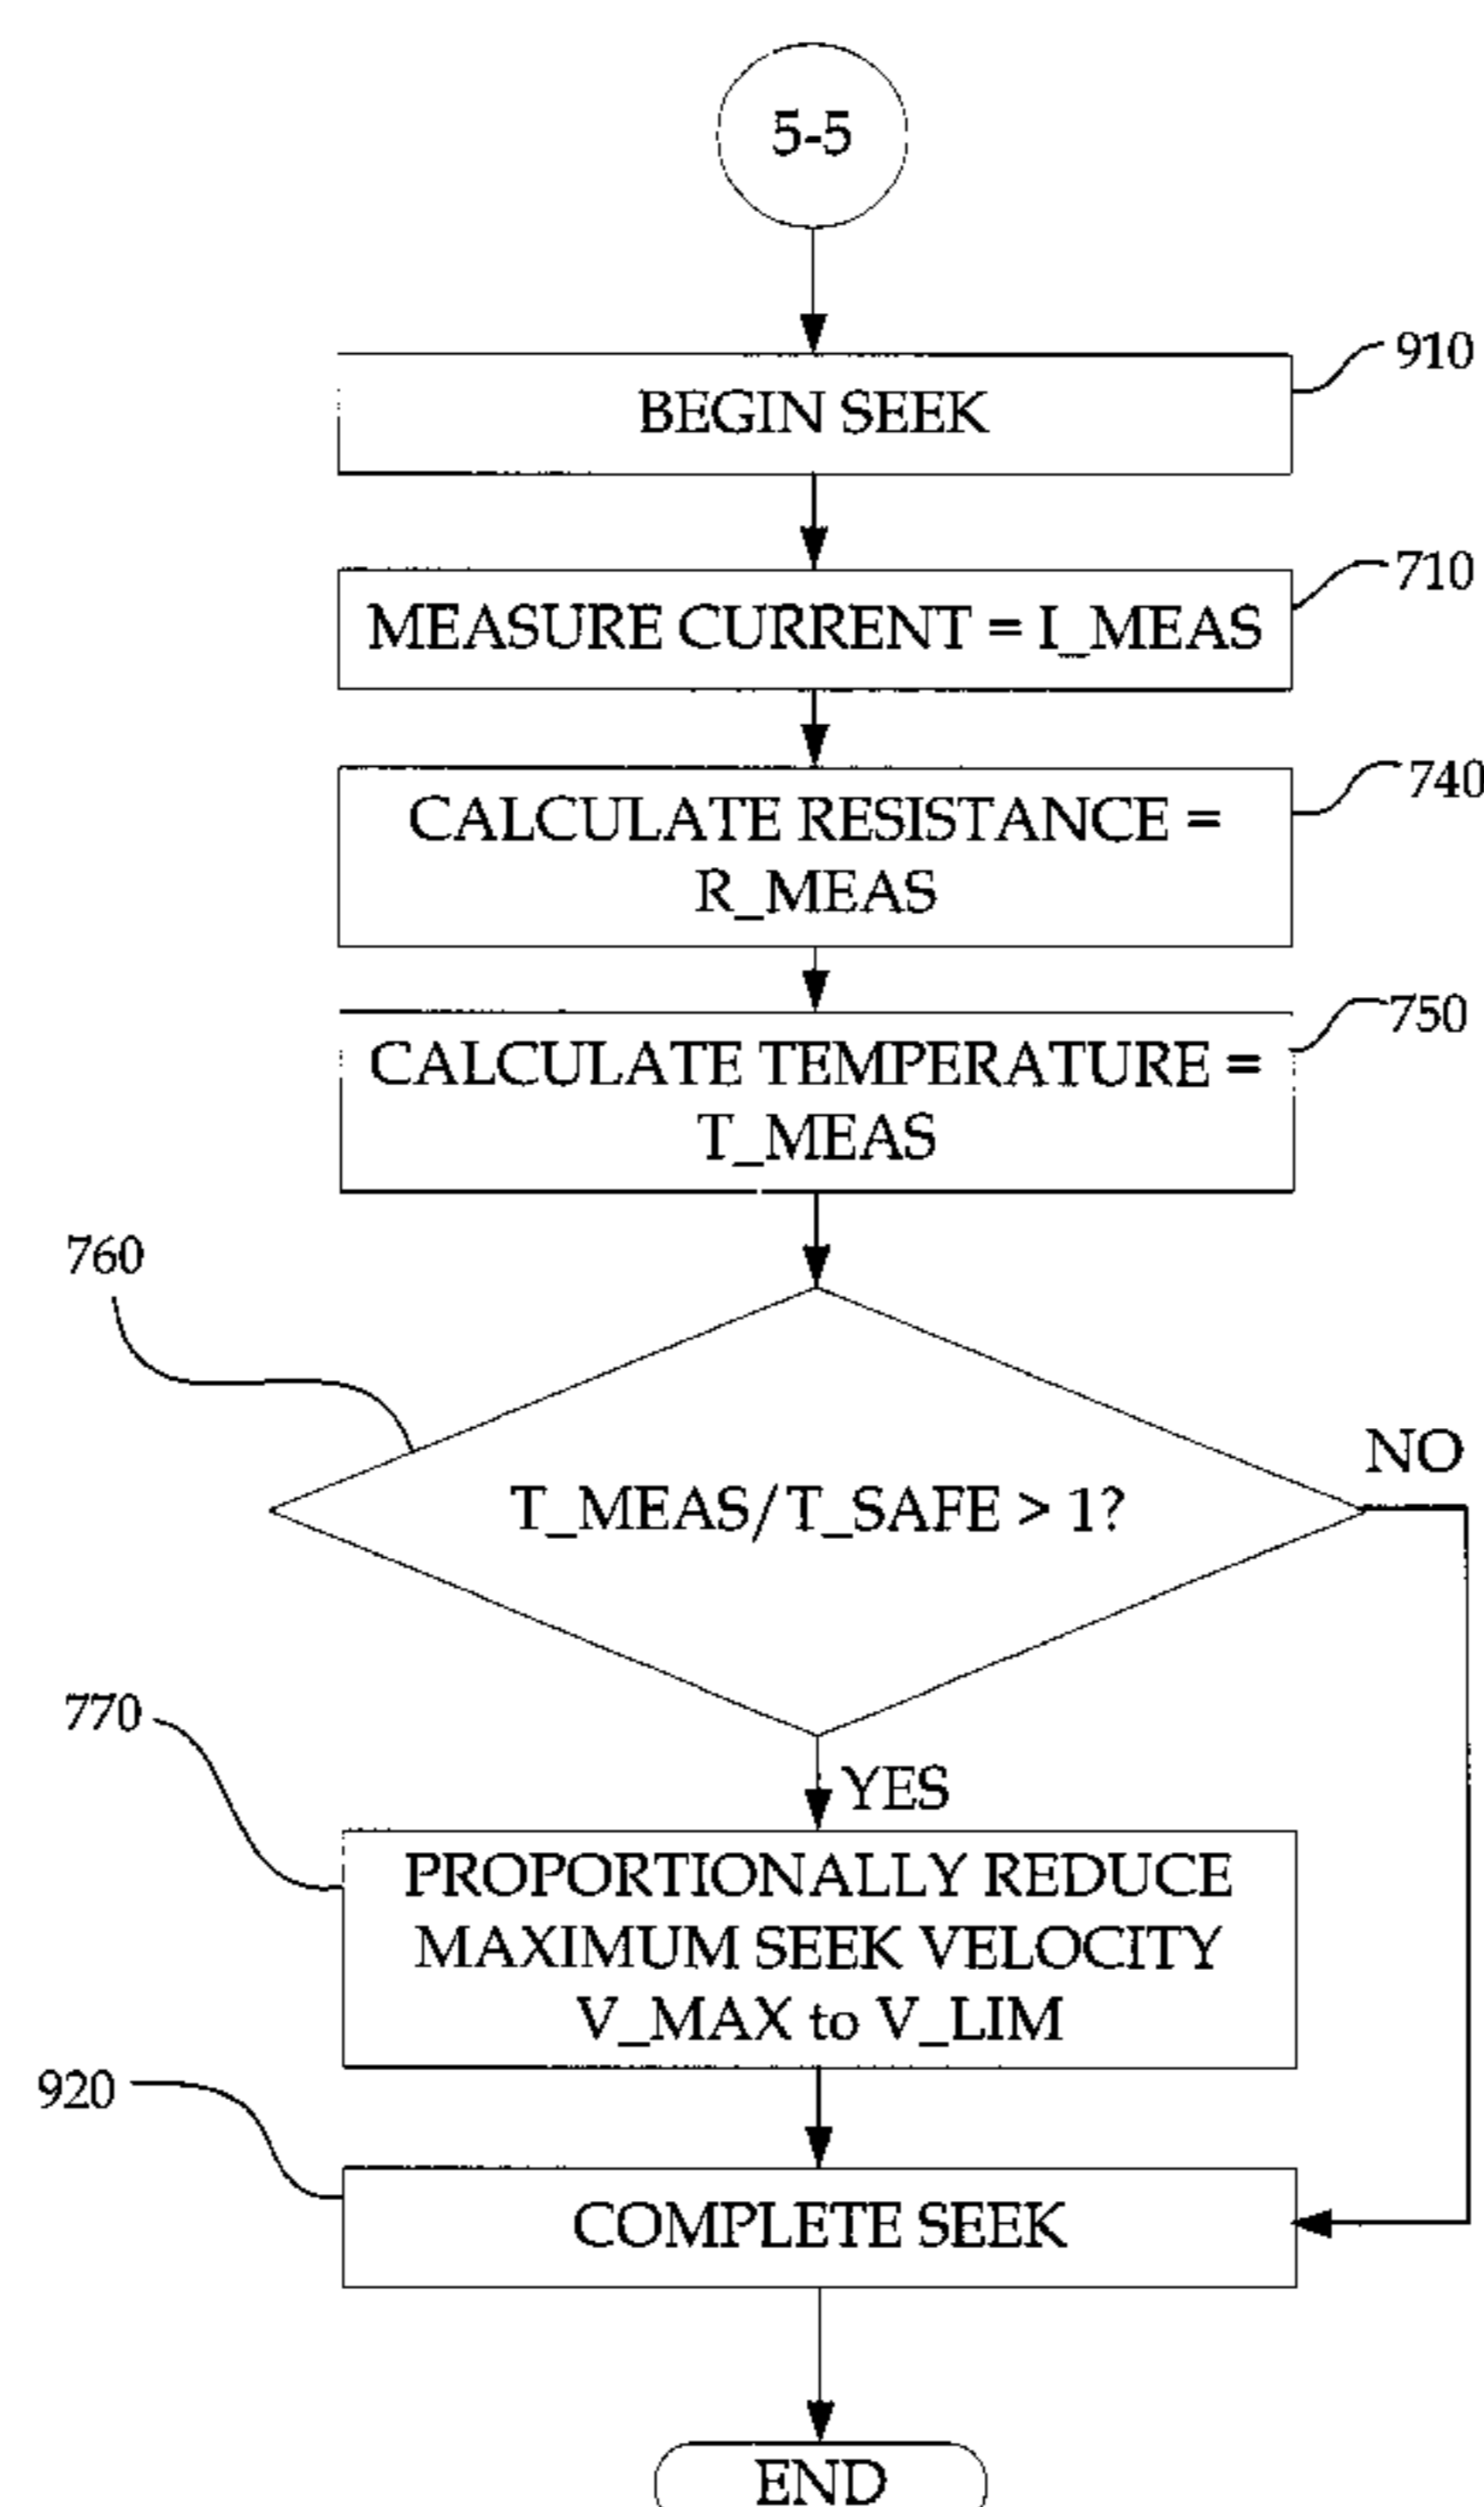 5-5
910
BEGIN SEEK
710
MEASURE CURRENT = I_MEAS
740
CALCULATE RESISTANCE =
R_MEAS
750
CALCULATE TEMPERATURE =
T_MEAS
760
NO
T_MEAS/T_SAFE > 1?
770
YES
PROPORTIONALLY REDUCE
MAXIMUM SEEK VELOCITY
V_MAX to V_LIM
920
COMPLETE SEEK
END